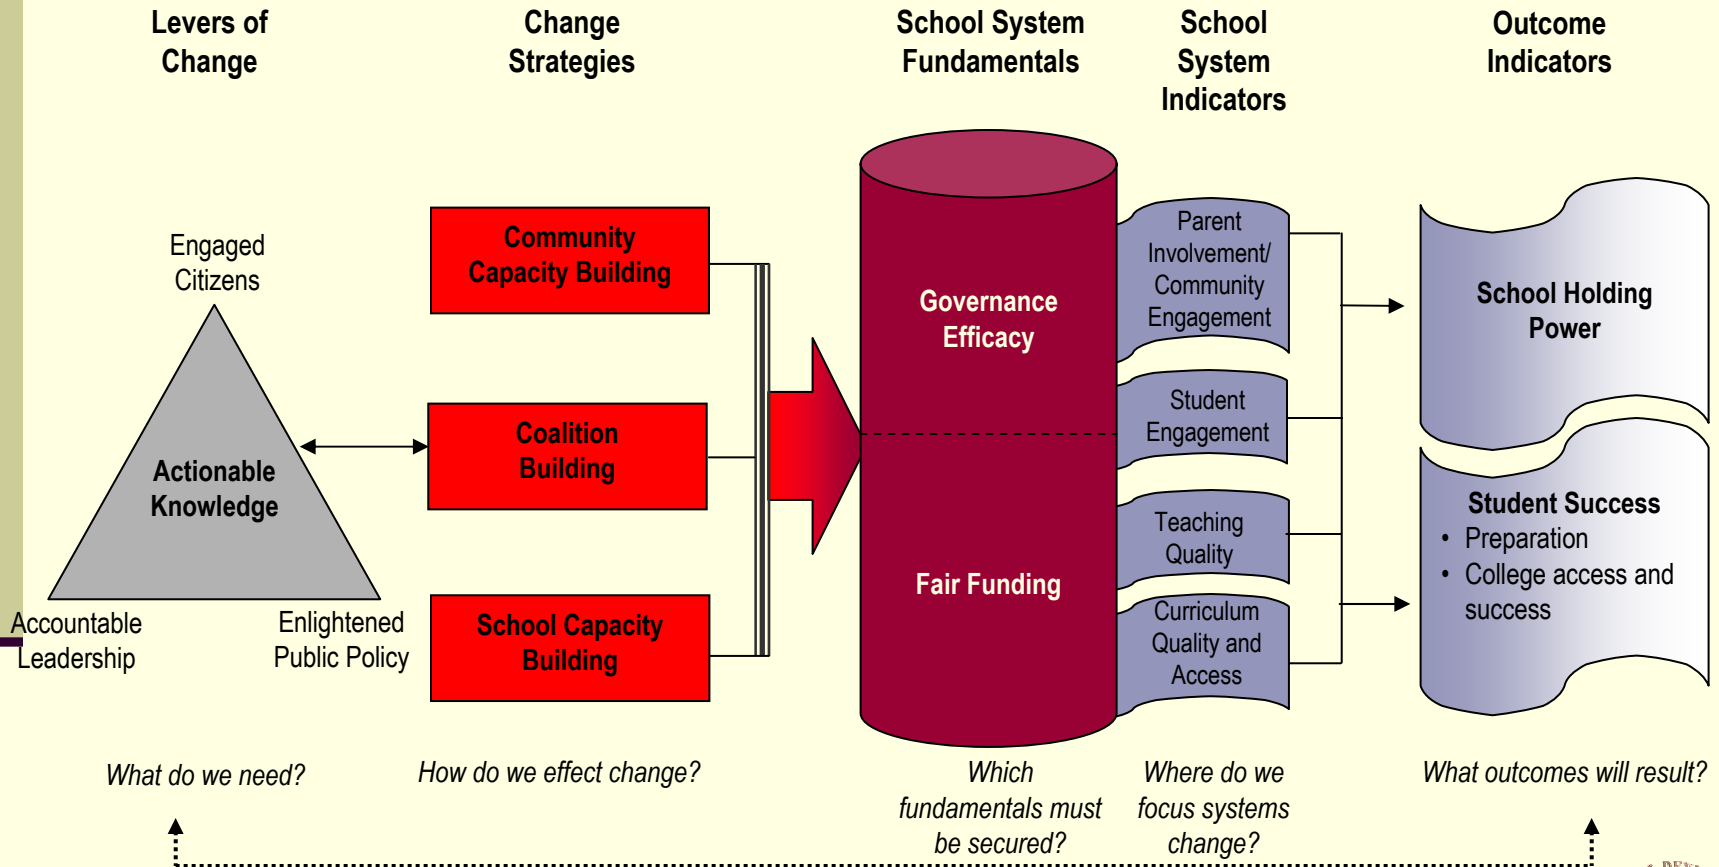 Levers of
Change
Change
Strategies
School System
Fundamentals
School
System
Indicators
Outcome
Indicators
Engaged
Citizens
Actionable
Knowledge
Accountable
Leadership
Enlightened
Public Policy
Community
Capacity Building
Coalition
Building
School Capacity
Building
Governance
Efficacy
Fair Funding
Parent
Involvement/
Community
Engagement
Student
Engagement
Teaching
Quality
Curriculum
Quality and
Access
School Holding
Power
Student Success
• Preparation
• College access and
success
What do we need?
How do we effect change?
Which
fundamentals must
be secured?
Where do we
focus systems
change?
What outcomes will result?